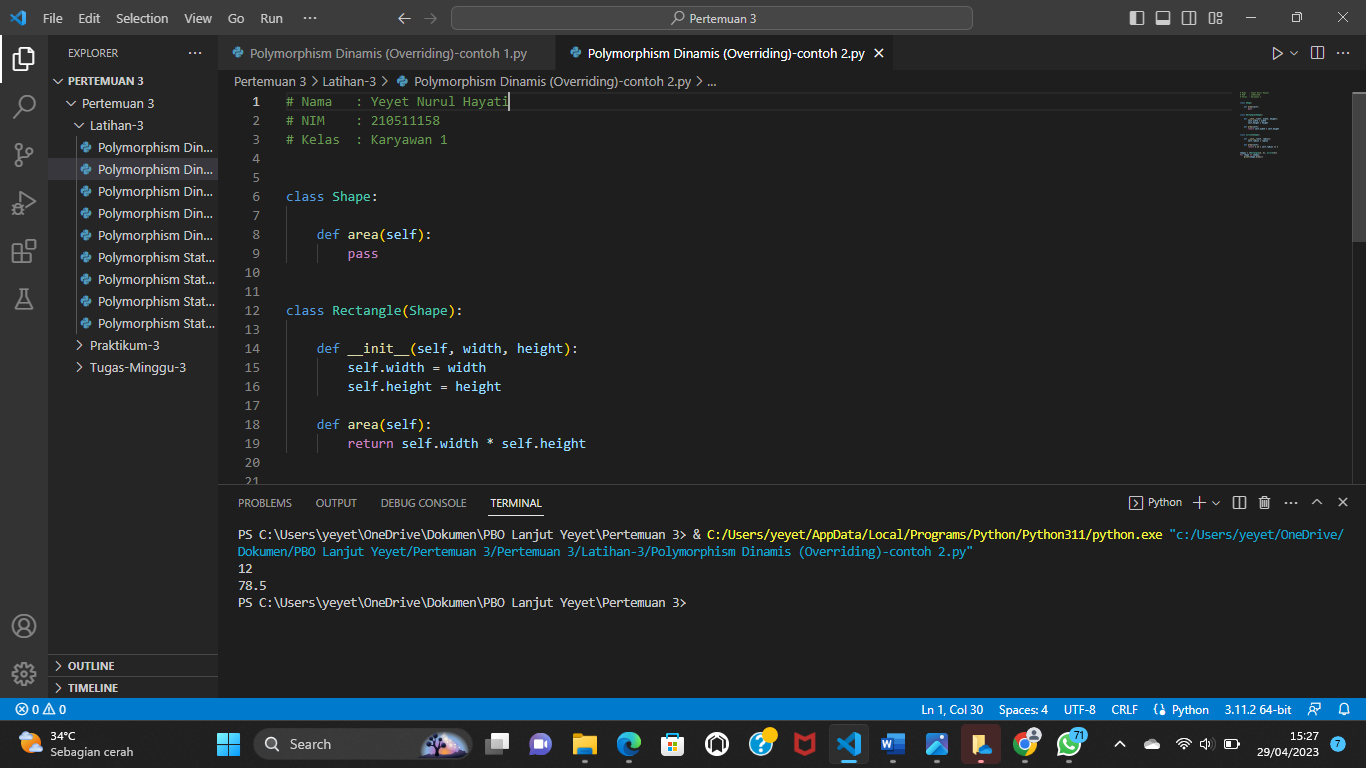 File Edit Selection View Go Run ···
Pertemuan 3
EXPLORER ···
PERTEMUAN 3
Pertemuan 3
Latihan-3
Polymorphism Din...
Polymorphism Din...
Polymorphism Din...
Polymorphism Din...
Polymorphism Din...
Polymorphism Stat...
Polymorphism Stat...
Polymorphism Stat...
Polymorphism Stat...
Praktikum-3
Tugas-Minggu-3
OUTLINE
TIMELINE
Polymorphism Dinamis (Overriding)-contoh 1.py
Polymorphism Dinamis (Overriding)-contoh 2.py
Pertemuan 3 > Latihan-3 > Polymorphism Dinamis (Overriding)-contoh 2.py > ...
1 # Nama   : Yeyet Nurul Hayati
2 # NIM    : 210511158
3 # Kelas  : Karyawan 1
4
5
6 class Shape:
7
8     def area(self):
9         pass
10
11
12 class Rectangle(Shape):
13
14     def __init__(self, width, height):
15         self.width = width
16         self.height = height
17
18     def area(self):
19         return self.width * self.height
20
21
PROBLEMS OUTPUT DEBUG CONSOLE TERMINAL
Python
PS C:\Users\yeyet\OneDrive\Dokumen\PBO Lanjut Yeyet\Pertemuan 3> & C:/Users/yeyet/AppData/Local/Programs/Python/Python311/python.exe "c:/Users/yeyet/OneDrive/
Dokumen/PBO Lanjut Yeyet/Pertemuan 3/Pertemuan 3/Latihan-3/Polymorphism Dinamis (Overriding)-contoh 2.py"
12
78.5
PS C:\Users\yeyet\OneDrive\Dokumen\PBO Lanjut Yeyet\Pertemuan 3>
0 0
Ln 1, Col 30 Spaces: 4 UTF-8 CRLF Python 3.11.2 64-bit
34°C
Sebagian cerah
Search
71
15:27
29/04/2023
7